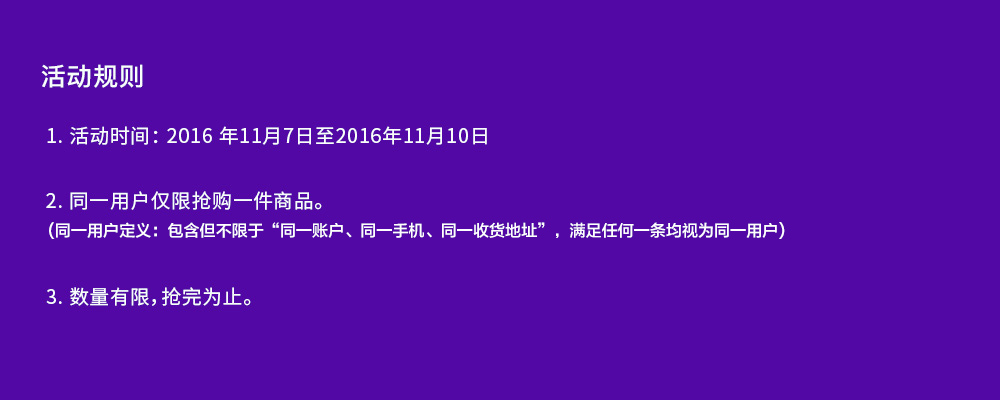 活动规则
1. 活动时间：2016 年11月7日至2016年11月10日
2. 同一用户仅限抢购一件商品。
(同一用户定义：包含但不限于“同一账户、同一手机、同一收货地址”，满足任何一条均视为同一用户)
3. 数量有限，抢完为止。